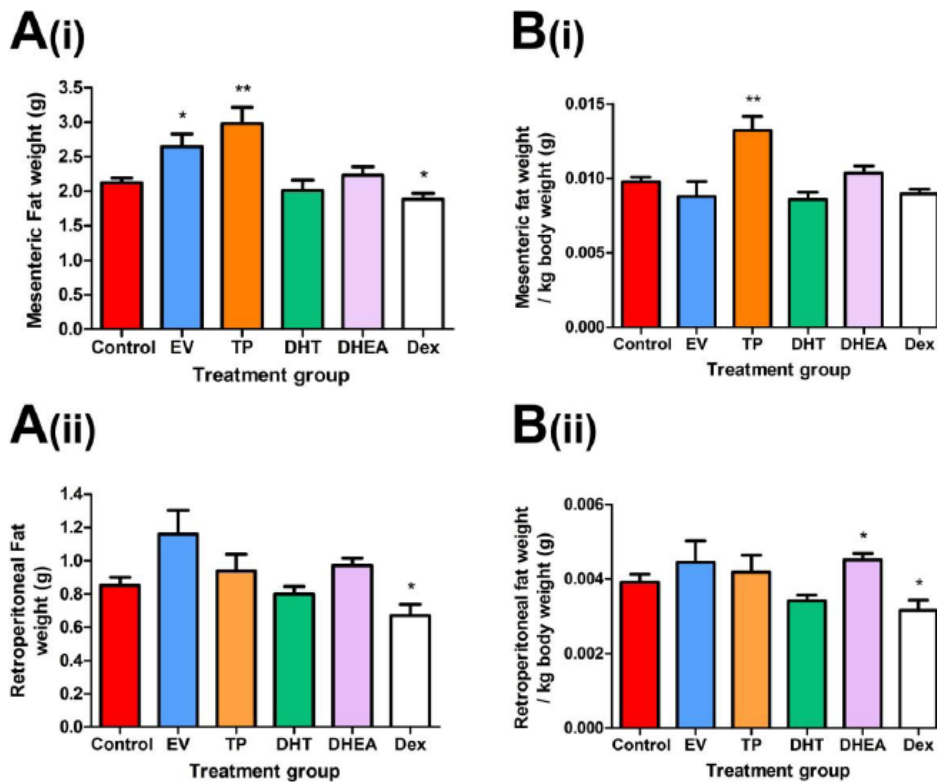 A(i)
Mesenteric Fat weight (g)
3.5
3.0
2.5
2.0
1.5
1.0
0.5
0.0
*
**
*
Control EV TP DHT DHEA Dex
Treatment group
B(i)
Mesenteric fat weight
/ kg body weight (g)
0.015
0.010
0.005
0.000
**
Control EV TP DHT DHEA Dex
Treatment group
A(ii)
Retroperitoneal Fat
weight (g)
1.4
1.2
1.0
0.8
0.6
0.4
0.2
0.0
*
Control EV TP DHT DHEA Dex
Treatment group
B(ii)
Retroperitoneal fat weight
/ kg body weight (g)
0.006
0.004
0.002
0.000
*
*
Control EV TP DHT DHEA Dex
Treatment group